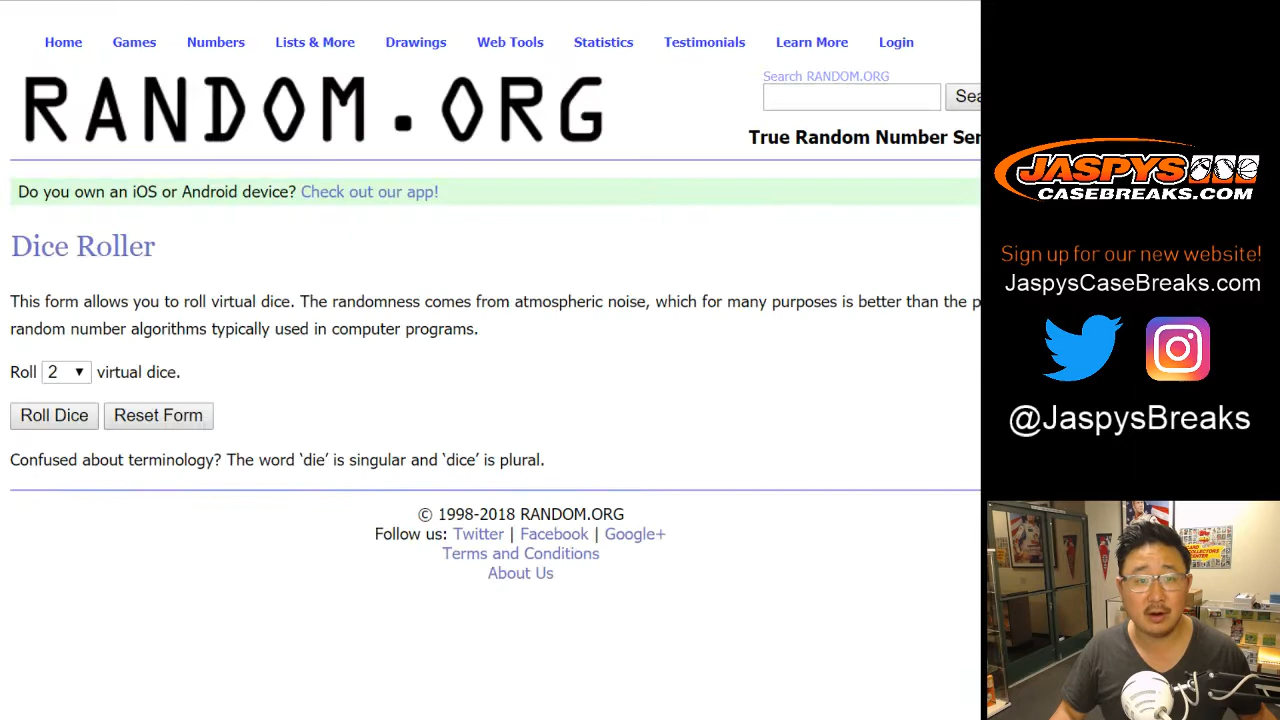 Home Games Numbers Lists & More Drawings Web Tools Statistics Testimonials Learn More Login
RANDOM.ORG
Search RANDOM.ORG
Sea
True Random Number Ser
Do you own an iOS or Android device? Check out our app!
Dice Roller
This form allows you to roll virtual dice. The randomness comes from atmospheric noise, which for many purposes is better than the p
random number algorithms typically used in computer programs.
Roll 2 virtual dice.
Roll Dice Reset Form
Confused about terminology? The word ‘die’ is singular and ‘dice’ is plural.
© 1998-2018 RANDOM.ORG
Follow us: Twitter | Facebook | Google+
Terms and Conditions
About Us
JASPYS
CASEBREAKS.COM
Sign up for our new website!
JaspysCaseBreaks.com
@JaspysBreaks